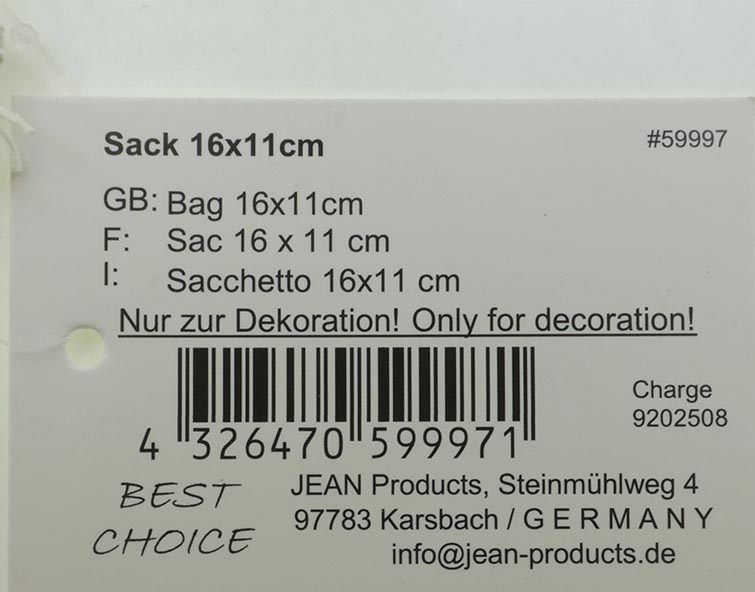 Sack 16x11cm
#59997
GB: Bag 16x11cm
F: Sac 16 x 11 cm
I: Sacchetto 16x11 cm
Nur zur Dekoration! Only for decoration!
Charge
9202508
4 326470 599971
BEST
CHOICE
JEAN Products, Steinmühlweg 4
97783 Karsbach / G E R M A N Y
info@jean-products.de